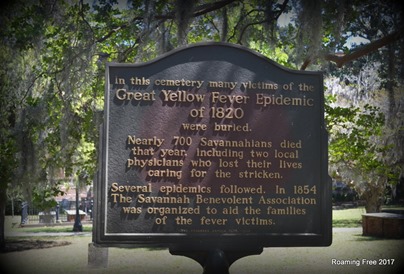 In this cemetery many victims of the
Great Yellow Fever Epidemic
of 1820
were buried.
Nearly 700 Savannahians died
that year, including two local
physicians who lost their lives
caring for the stricken.
Several epidemics followed. In 1854
The Savannah Benevolent Association
was organized to aid the families
of the fever victims.
Roaming Free 2017